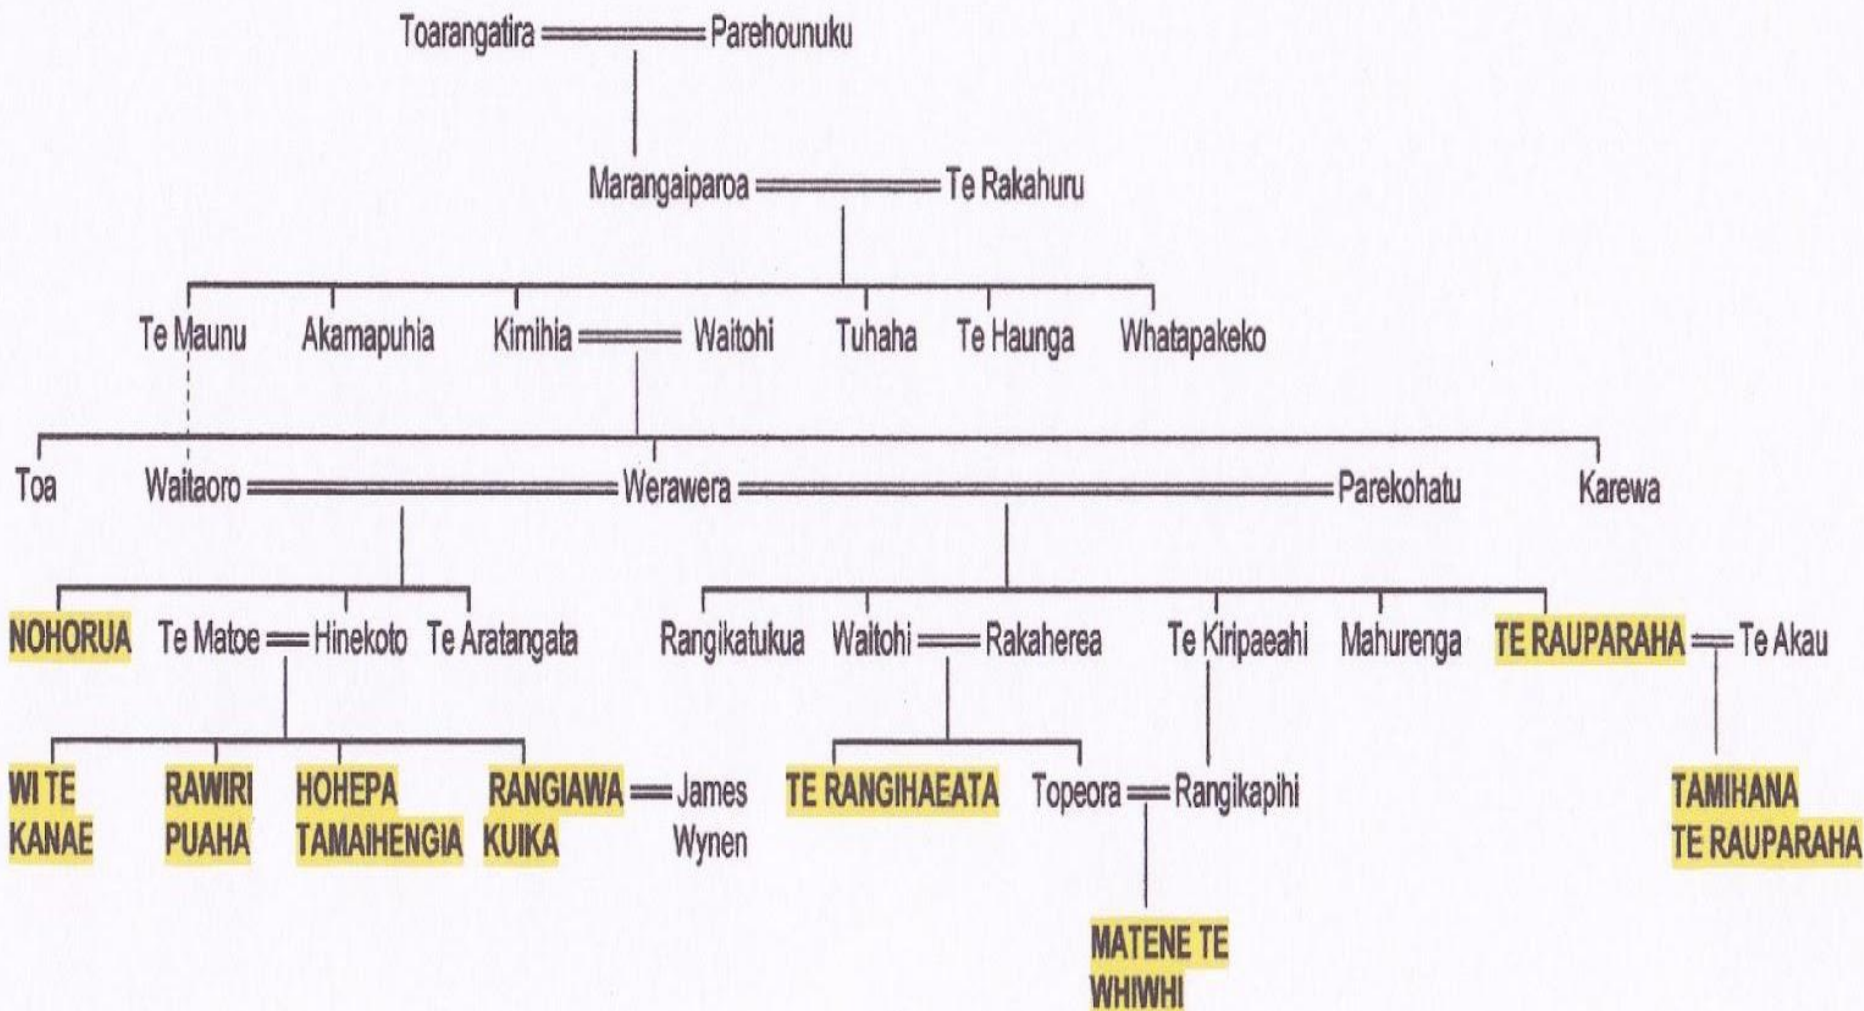 Toarangatira Parehounuku
Marangaiparoa Te Rakahuru
Te Maunu Akamapuhia Kimihia Waitohi Tuhaha Te Haunga Whatapakeko
Toa Waitaoro Werawera Parekohatu Karewa
NOHORUA Te Matoe Hinekoto Te Aratangata Rangikatukua Waitohi Rakaherea Te Kiripaeahi Mahurenga TE RAUPARAHA Te Akau
WI TE RAWIRI HOHEPA RANGIAWA James TE RANGIHAEATA Topeora Rangikapihi TAMIHANA
KANAE PUAHA TAMAIHENGIA KUIKA Wynen TE RAUPARAHA
MATENE TE
WHIWHI